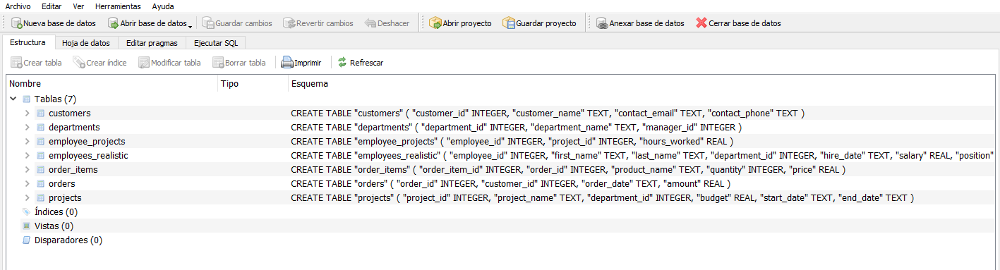 Archivo Editar Ver Herramientas Ayuda
Nueva base de datos Abrir base de datos Guardar cambios Revertir cambios Deshacer Abrir proyecto Guardar proyecto Anexar base de datos Cerrar base de datos
Estructura Hoja de datos Editar pragmas Ejecutar SQL
Crear tabla Crear índice Modificar tabla Borrar tabla Imprimir Refrescar
Nombre Tipo Esquema
Tablas (7)
customers CREATE TABLE "customers" ( "customer_id" INTEGER, "customer_name" TEXT, "contact_email" TEXT, "contact_phone" TEXT )
departments CREATE TABLE "departments" ( "department_id" INTEGER, "department_name" TEXT, "manager_id" INTEGER )
employee_projects CREATE TABLE "employee_projects" ( "employee_id" INTEGER, "project_id" INTEGER, "hours_worked" REAL )
employees_realistic CREATE TABLE "employees_realistic" ( "employee_id" INTEGER, "first_name" TEXT, "last_name" TEXT, "department_id" INTEGER, "hire_date" TEXT, "salary" REAL, "position"
order_items CREATE TABLE "order_items" ( "order_item_id" INTEGER, "order_id" INTEGER, "product_name" TEXT, "quantity" INTEGER, "price" REAL )
orders CREATE TABLE "orders" ( "order_id" INTEGER, "customer_id" INTEGER, "order_date" TEXT, "amount" REAL )
projects CREATE TABLE "projects" ( "project_id" INTEGER, "project_name" TEXT, "department_id" INTEGER, "budget" REAL, "start_date" TEXT, "end_date" TEXT )
Índices (0)
Vistas (0)
Disparadores (0)